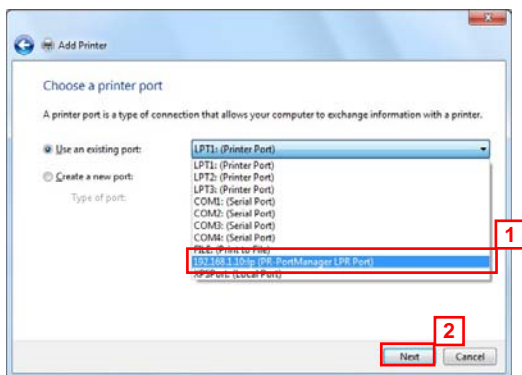 Add Printer
Choose a printer port
A printer port is a type of connection that allows your computer to exchange information with a printer.
Use an existing port:
LPT1: (Printer Port)
LPT1: (Printer Port)
LPT2: (Printer Port)
LPT3: (Printer Port)
COM1: (Serial Port)
COM2: (Serial Port)
COM3: (Serial Port)
COM4: (Serial Port)
FILE: (Print to File)
192.168.1.10:lp (PR-PortManager LPR Port)
XPSPort: (Local Port)
Create a new port:
Type of port:
1
2
Next
Cancel